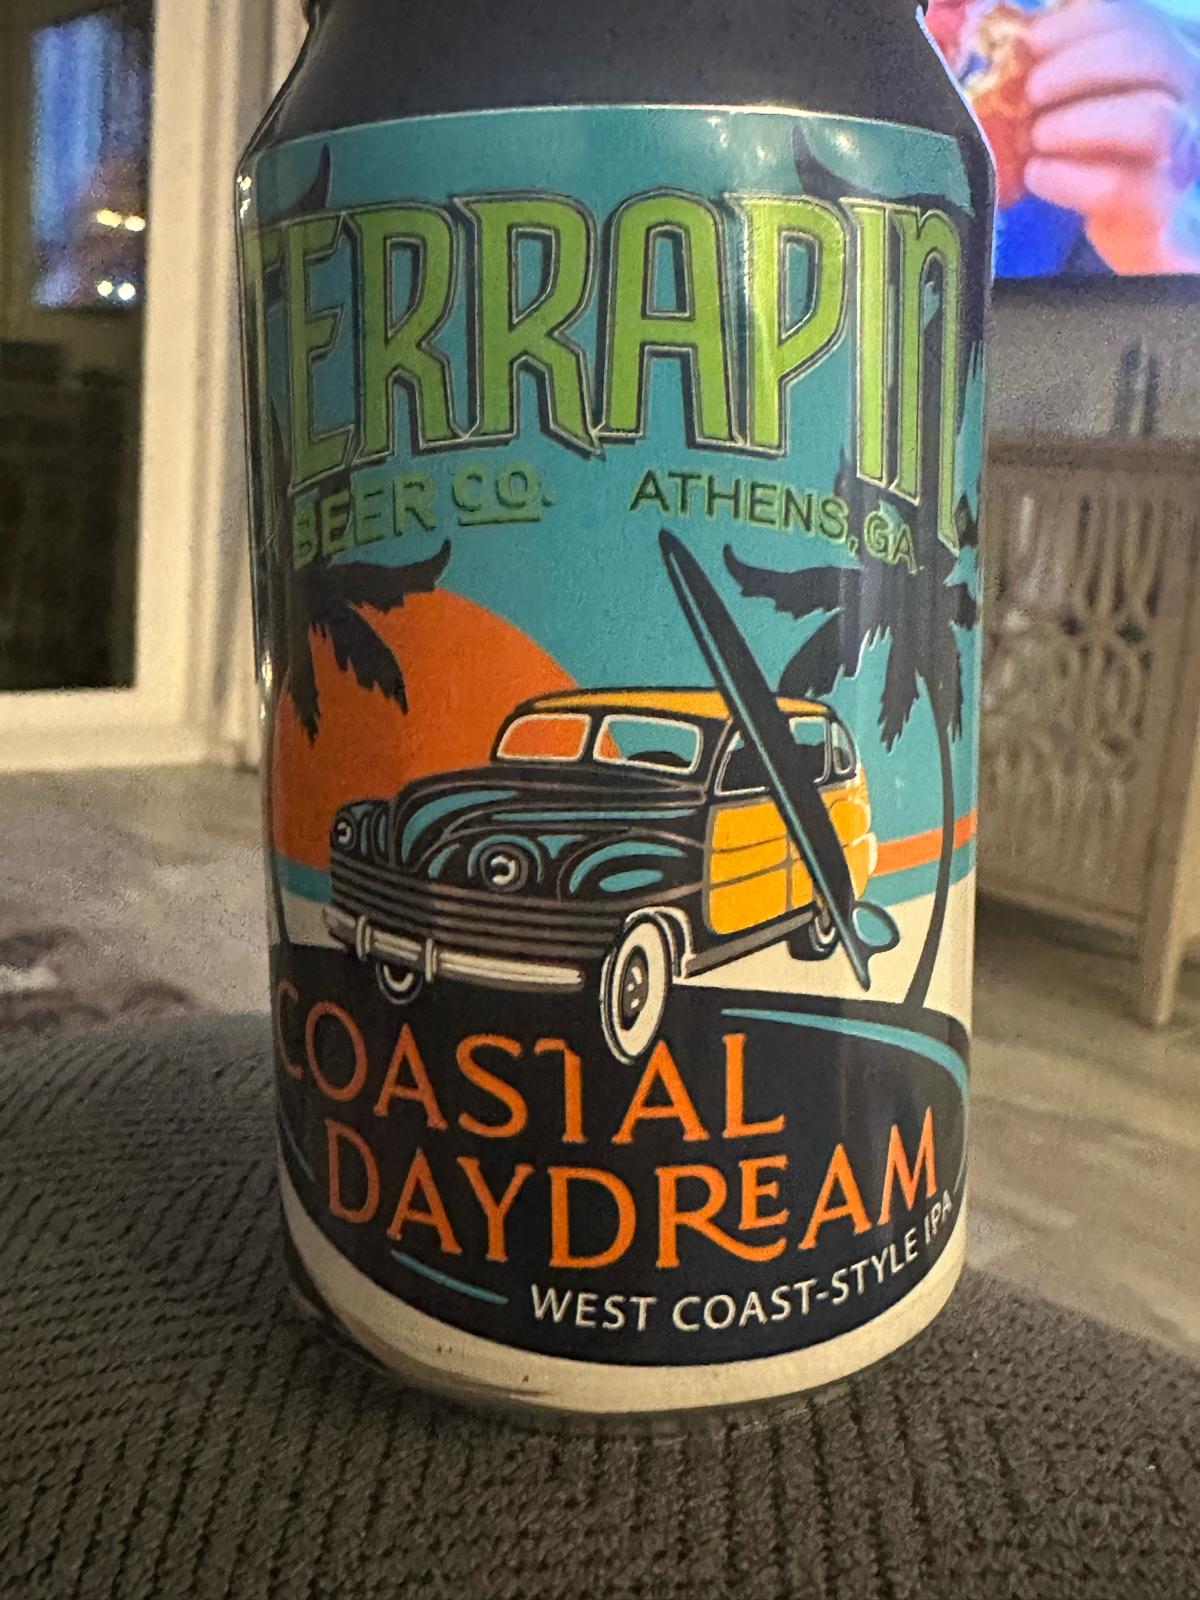 TERRAPIN
BEER CO. ATHENS, GA
COASTAL
DAYDREAM
WEST COAST-STYLE IPA